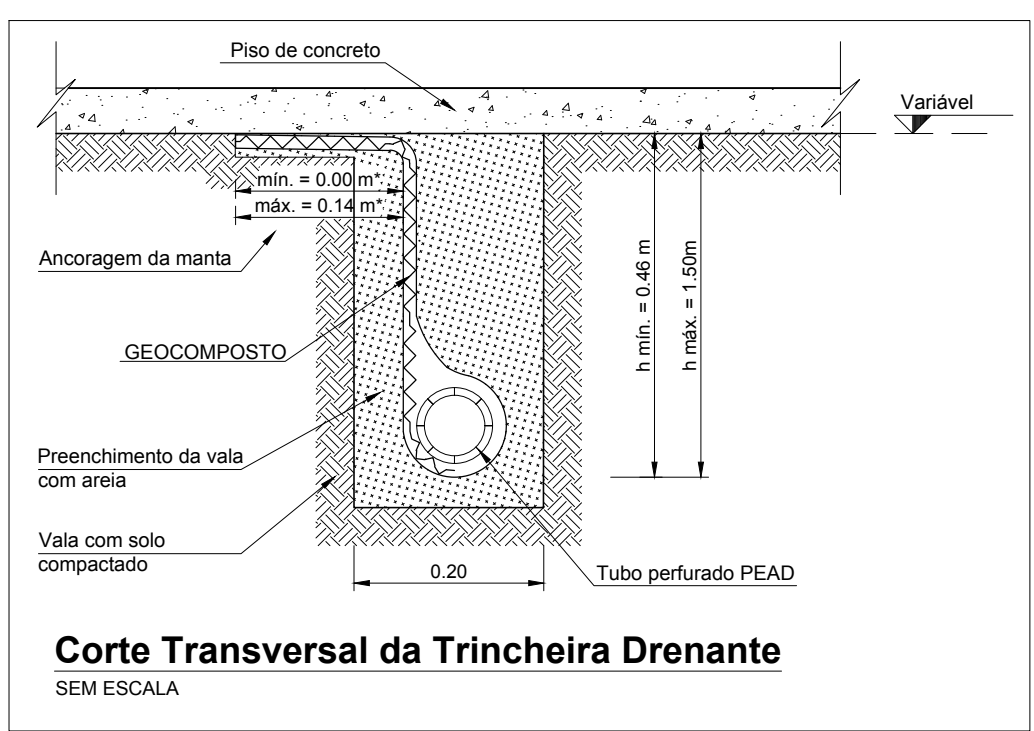 Piso de concreto
Variável
mín. = 0.00 m*
máx. = 0.14 m*
Ancoragem da manta
h mín. = 0.46 m
h máx. = 1.50m
GEOCOMPOSTO
Preenchimento da vala
com areia
Vala com solo
compactado
0.20
Tubo perfurado PEAD
Corte Transversal da Trincheira Drenante
SEM ESCALA